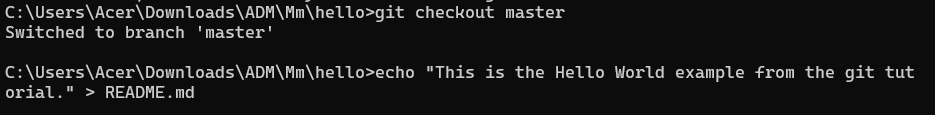 C:\Users\Acer\Downloads\ADM\Mm\hello>git checkout master
Switched to branch 'master'
C:\Users\Acer\Downloads\ADM\Mm\hello>echo "This is the Hello World example from the git tut
orial." > README.md